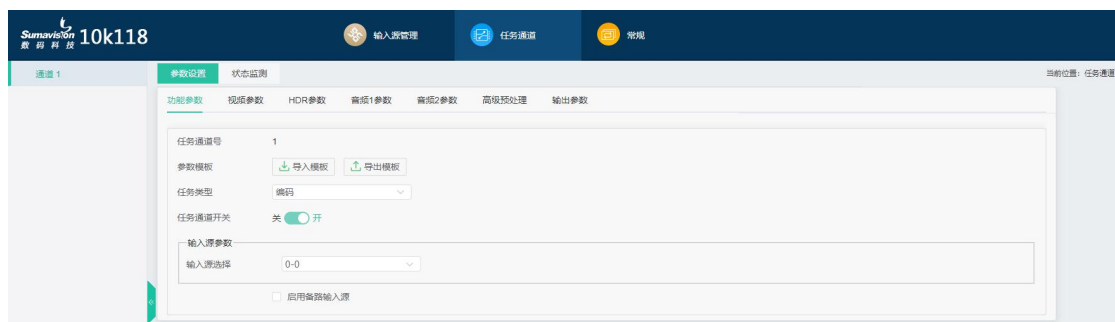 Sumavision 10k118
数码科技
输入源管理
任务通道
常规
通道 1
参数设置 状态监测
当前位置: 任务通道
功能参数 视频参数 HDR参数 音频1参数 音频2参数 高级预处理 输出参数
任务通道号 1
参数模板 导入模板 导出模板
任务类型 编码
任务通道开关 关 开
输入源参数
输入源选择 0-0
启用备路输入源